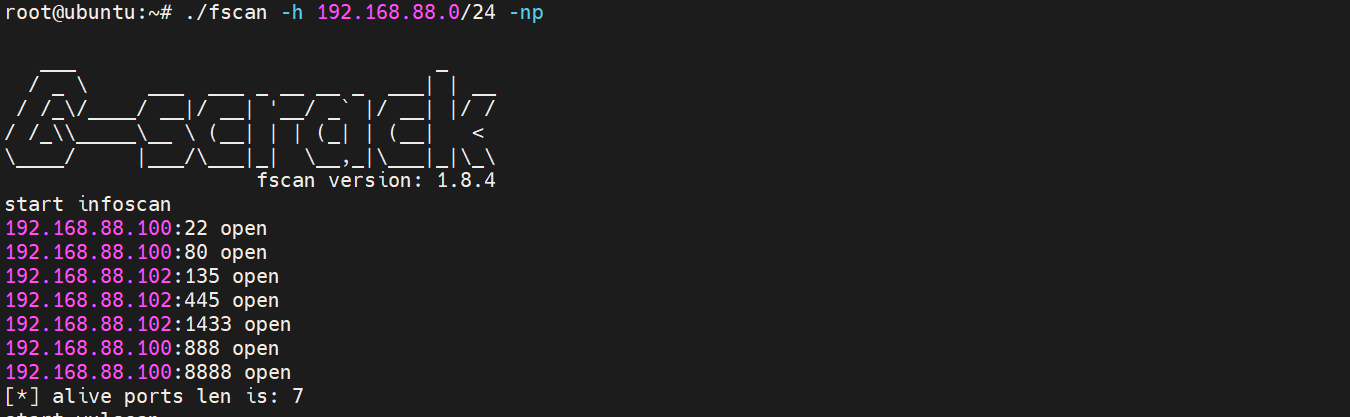 root@ubuntu:~# ./fscan -h 192.168.88.0/24 -np
   ___                              _
  / _ \     ___  ___ _ __ __ _  ___| | __
 / /_\/____/ __|/ __| '__/ _` |/ __| |/ /
/ /_\\_____\__ \ (__| | | (_| | (__|   <
\____/     |___/\___|_|  \__,_|\___|_|\_\
                     fscan version: 1.8.4
start infoscan
192.168.88.100:22 open
192.168.88.100:80 open
192.168.88.102:135 open
192.168.88.102:445 open
192.168.88.102:1433 open
192.168.88.100:888 open
192.168.88.100:8888 open
[*] alive ports len is: 7
start vulscan